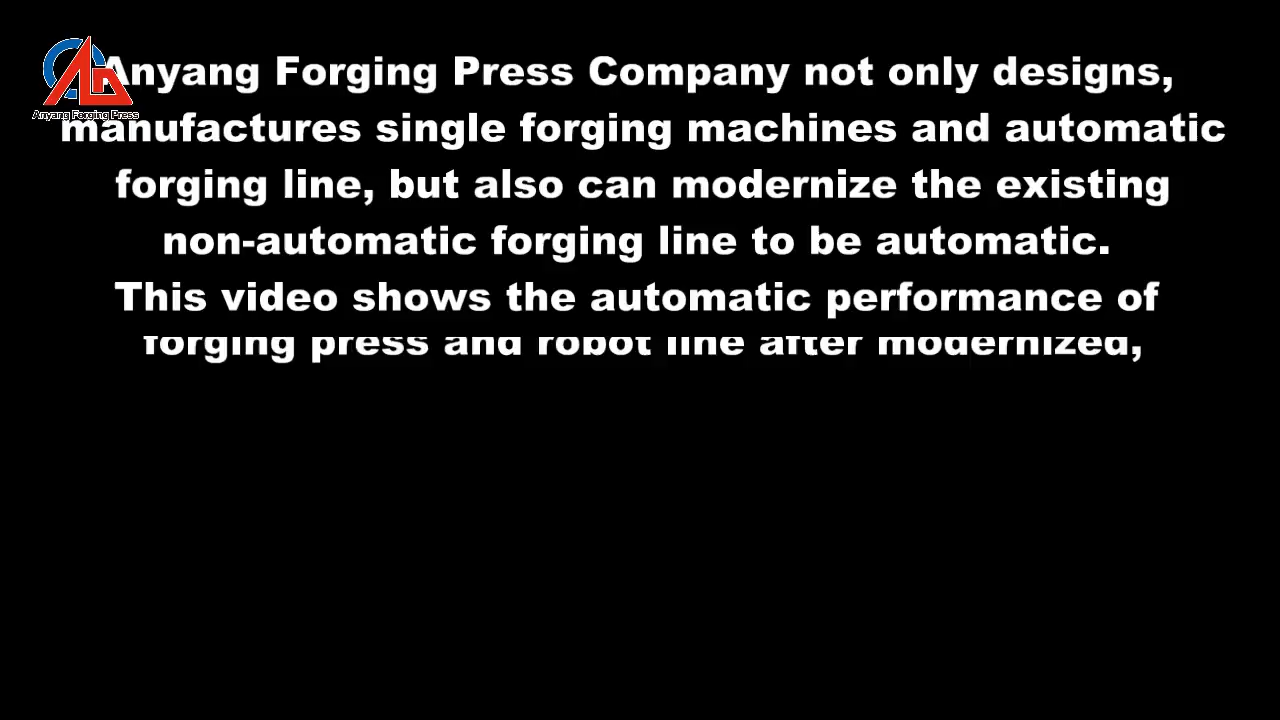 Anyang Forging Press Company not only designs,
Anyang Forging Press
manufactures single forging machines and automatic
forging line, but also can modernize the existing
non-automatic forging line to be automatic.
This video shows the automatic performance of
forging press and robot line after modernized,